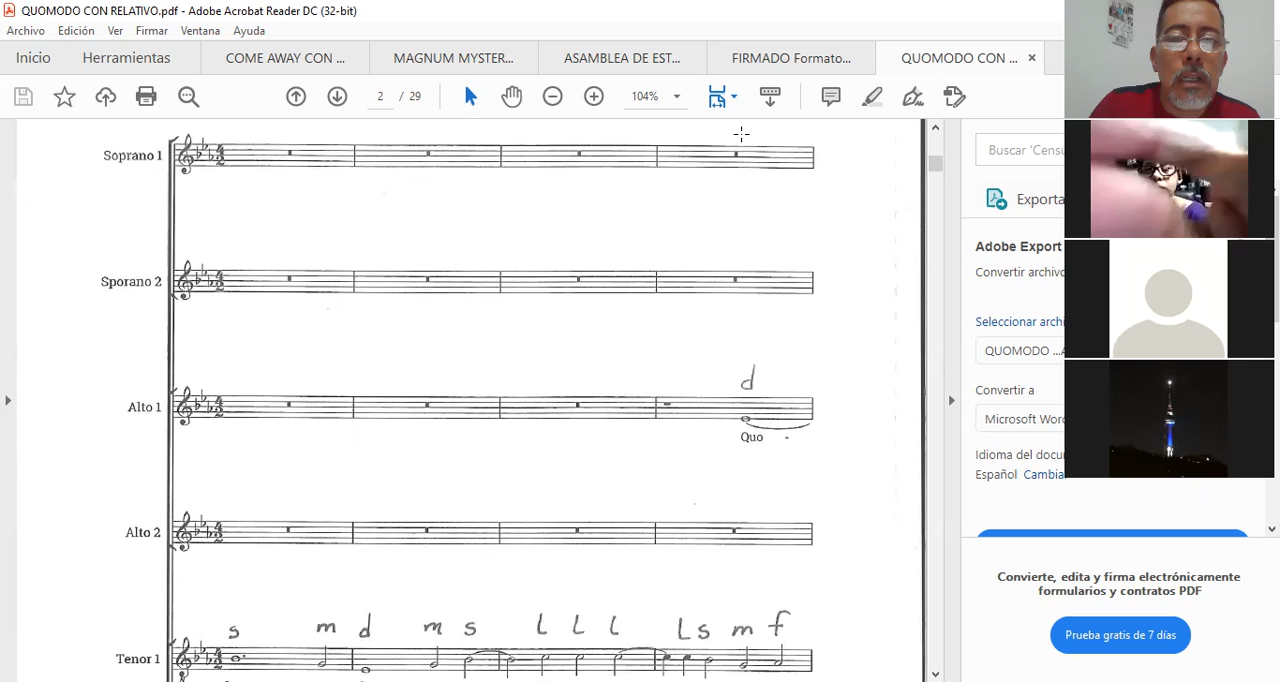 QUOMODO CON RELATIVO.pdf - Adobe Acrobat Reader DC (32-bit)
Archivo Edición Ver Firmar Ventana Ayuda
Inicio Herramientas COME AWAY CON ... MAGNUM MYSTER... ASAMBLEA DE EST... FIRMADO Formato... QUOMODO CON ... ×
2 / 29 104%
Buscar 'Censu
Exporta
Adobe Export
Convertir archivo
Seleccionar archi
QUOMODO ...A
Convertir a
Microsoft Word
Idioma del docu
Español Cambia
Convierte, edita y firma electrónicamente
formularios y contratos PDF
Prueba gratis de 7 días
Soprano 1
Sporano 2
d
Alto 1
Quo -
Alto 2
s m d m s L L L L s m f
Tenor 1